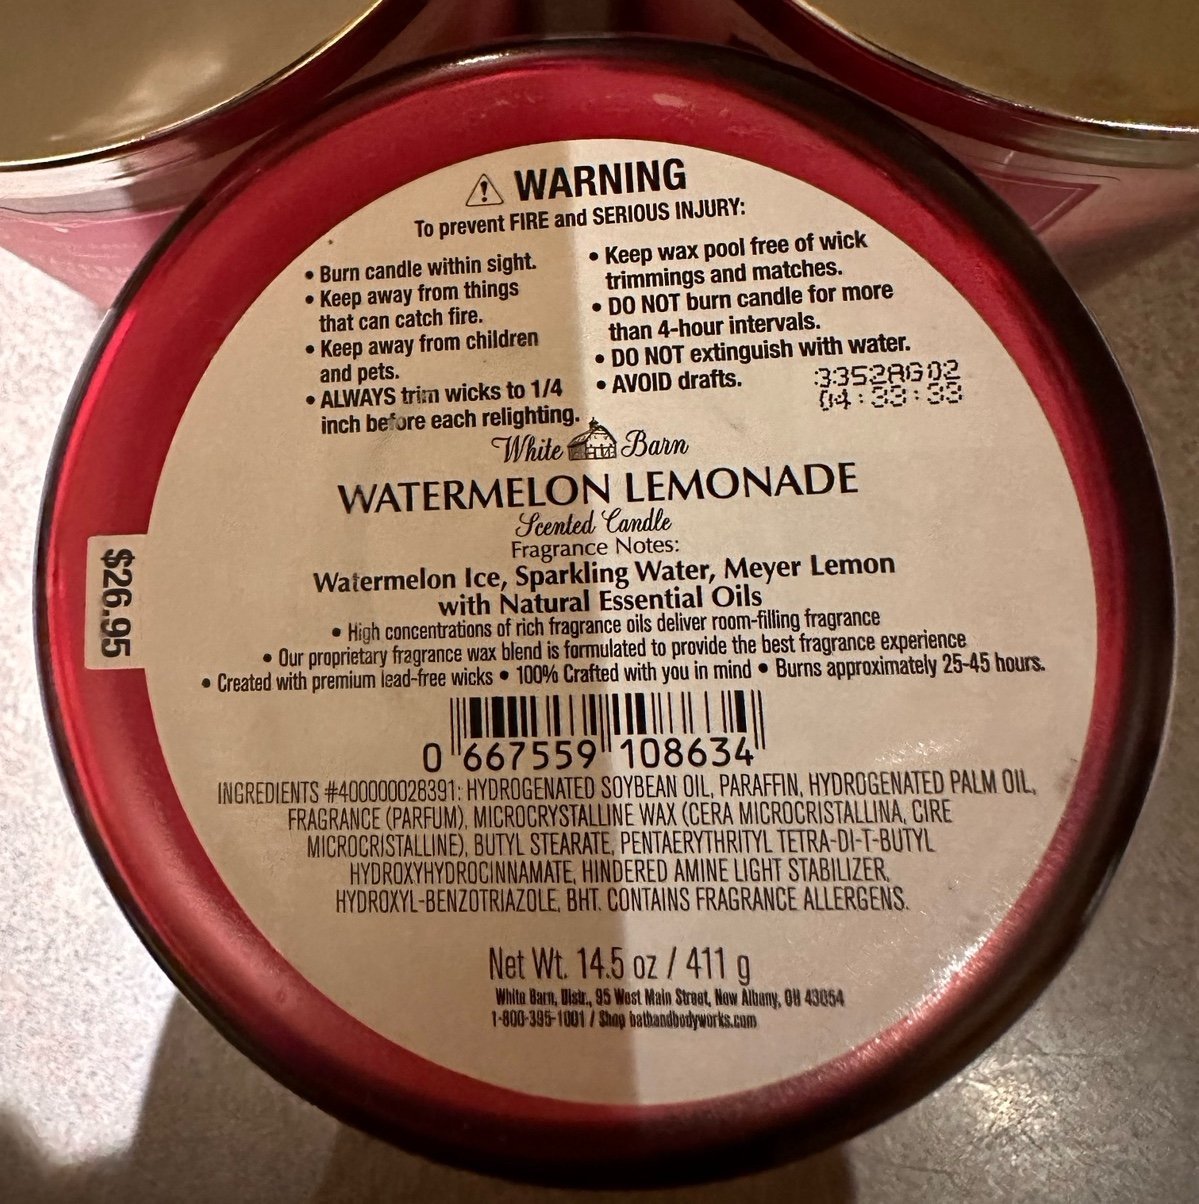 WARNING
To prevent FIRE and SERIOUS INJURY:
• Burn candle within sight.
• Keep away from things
that can catch fire.
• Keep away from children
and pets.
• ALWAYS trim wicks to 1/4
inch before each relighting.
• Keep wax pool free of wick
trimmings and matches.
• DO NOT burn candle for more
than 4-hour intervals.
• DO NOT extinguish with water.
• AVOID drafts.
3352AG02
04:33:33
White Barn
WATERMELON LEMONADE
Scented Candle
Fragrance Notes:
Watermelon Ice, Sparkling Water, Meyer Lemon
with Natural Essential Oils
• High concentrations of rich fragrance oils deliver room-filling fragrance
• Our proprietary fragrance wax blend is formulated to provide the best fragrance experience
• Created with premium lead-free wicks • 100% Crafted with you in mind • Burns approximately 25-45 hours.
$26.95
0 667559 108634
INGREDIENTS #400000028391: HYDROGENATED SOYBEAN OIL, PARAFFIN, HYDROGENATED PALM OIL,
FRAGRANCE (PARFUM), MICROCRYSTALLINE WAX (CERA MICROCRISTALLINA, CIRE
MICROCRISTALLINE), BUTYL STEARATE, PENTAERYTHRITYL TETRA-DI-T-BUTYL
HYDROXYHYDROCINNAMATE, HINDERED AMINE LIGHT STABILIZER,
HYDROXYL-BENZOTRIAZOLE, BHT. CONTAINS FRAGRANCE ALLERGENS.
Net Wt. 14.5 oz / 411 g
White Barn, Distr., 95 West Main Street, New Albany, OH 43054
1-800-395-1001 / Shop bathandbodyworks.com